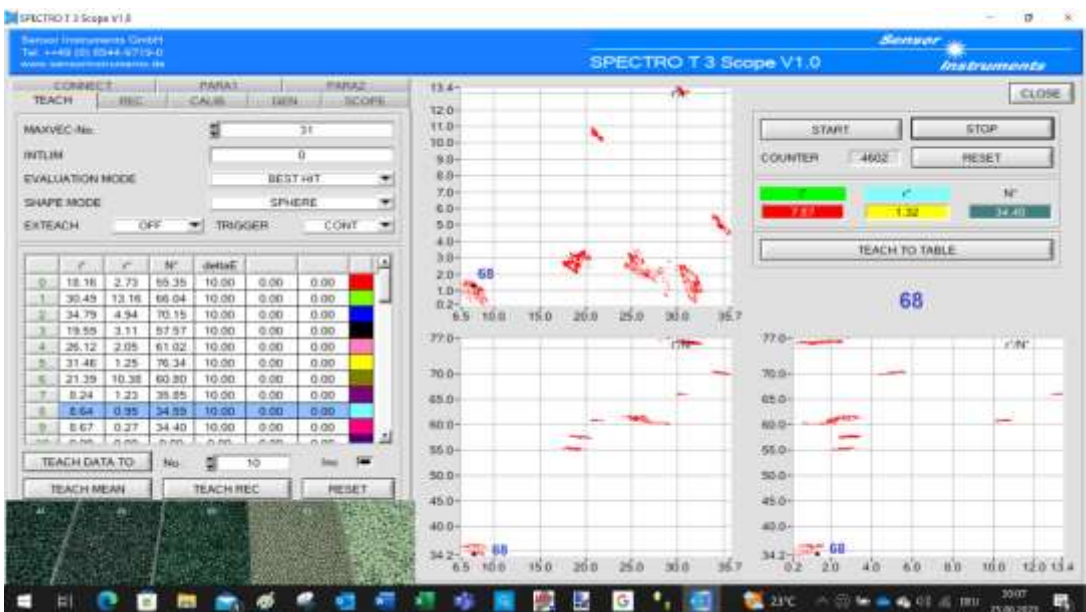 SPECTRO T 3 Scope V1.0
Sensor Instruments GmbH
Tel. ++49 (0) 8544-9719-0
www.sensorinstruments.de
SPECTRO T 3 Scope V1.0
Sensor
Instruments
CONNECT PARA1 PARA2
TEACH REC CALIB GEN SCOPE
MAXVEC-No: 31
INTLIM 0
EVALUATION MODE BEST HIT
SHAPE MODE SPHERE
EXTEACH OFF TRIGGER CONT
deltaE
0 18.16 2.73 55.35 10.00 0.00 0.00
1 30.49 13.16 66.04 10.00 0.00 0.00
2 34.79 4.94 70.15 10.00 0.00 0.00
3 19.59 3.11 57.57 10.00 0.00 0.00
4 26.12 2.05 61.02 10.00 0.00 0.00
5 31.46 1.25 76.34 10.00 0.00 0.00
6 21.39 10.38 60.80 10.00 0.00 0.00
7 8.24 1.23 35.85 10.00 0.00 0.00
8 8.64 0.95 34.59 10.00 0.00 0.00
9 8.67 0.27 34.40 10.00 0.00 0.00
TEACH DATA TO No. 10 Inc
TEACH MEAN TEACH REC RESET
13.4
12.0
11.0
10.0
9.0
8.0
7.0
6.0
5.0
4.0
3.0
2.0
1.0
0.2
68
6.5 10.0 15.0 20.0 25.0 30.0 35.7
CLOSE
START STOP
COUNTER 4602 RESET
7.87 1.32 34.40
TEACH TO TABLE
68
77.0
70.0
65.0
60.0
55.0
50.0
45.0
40.0
34.2
68
6.5 10.0 15.0 20.0 25.0 30.0 35.7
77.0
70.0
65.0
60.0
55.0
50.0
45.0
40.0
34.2
68
0.2 2.0 4.0 6.0 8.0 10.0 12.0 13.4
23°C
DEU
20:07